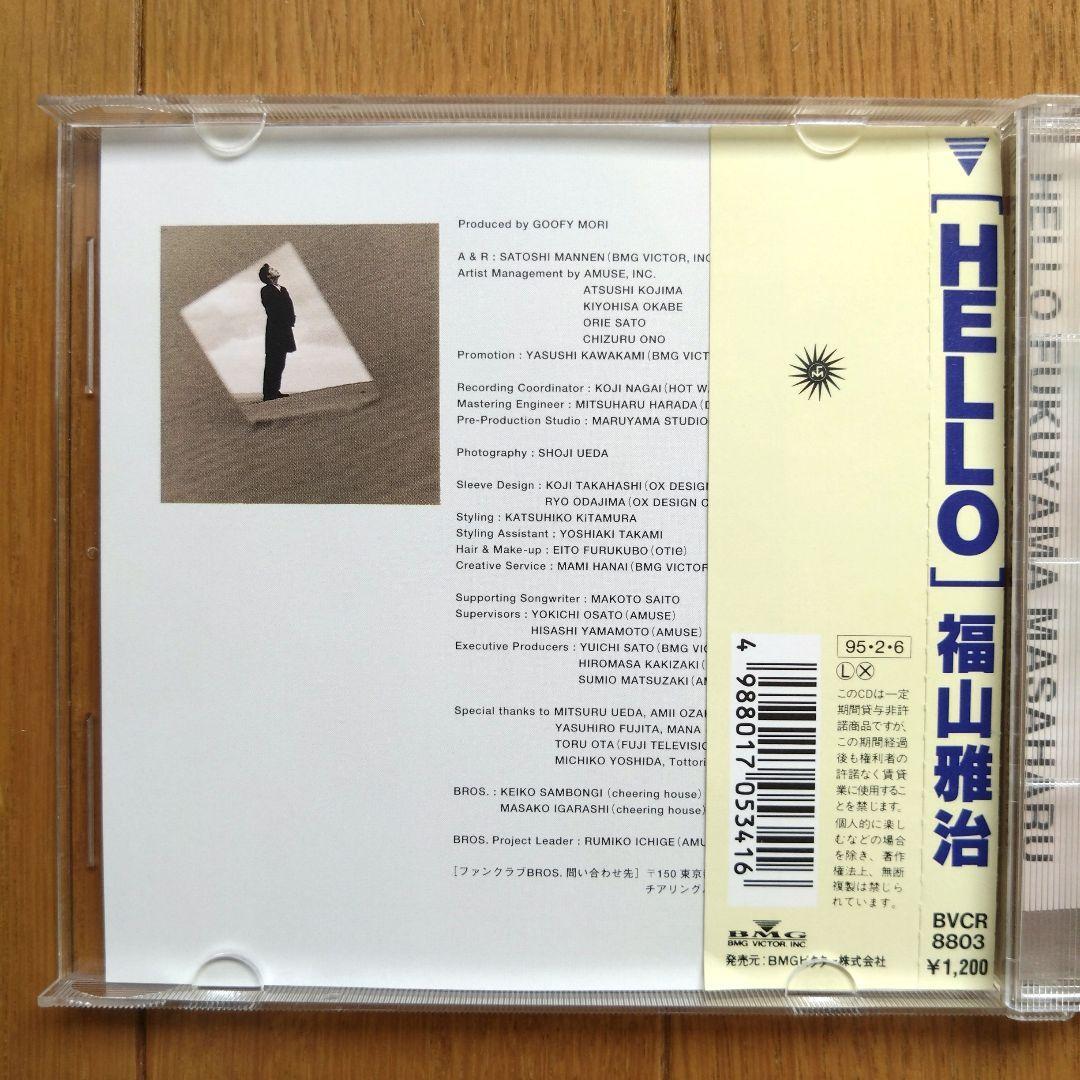 Produced by GOOFY MORI
A & R : SATOSHI MANNEN (BMG VICTOR, INC
Artist Management by AMUSE, INC.
ATSUSHI KOJIMA
KIYOHISA OKABE
ORIE SATO
CHIZURU ONO
Promotion : YASUSHI KAWAKAMI (BMG VICT
Recording Coordinator : KOJI NAGAI (HOT W
Mastering Engineer : MITSUHARU HARADA (
Pre-Production Studio : MARUYAMA STUDIO
Photography : SHOJI UEDA
Sleeve Design : KOJI TAKAHASHI (OX DESIGN
RYO ODAJIMA (OX DESIGN C
Styling : KATSUHIKO KiTAMURA
Styling Assistant : YOSHIAKI TAKAMI
Hair & Make-up : EITO FURUKUBO (OTIe)
Creative Service : MAMI HANAI (BMG VICTOR
Supporting Songwriter : MAKOTO SAITO
Supervisors : YOKICHI OSATO (AMUSE)
HISASHI YAMAMOTO (AMUSE)
Executive Producers : YUICHI SATO (BMG VI
HIROMASA KAKIZAKI (
SUMIO MATSUZAKI (A
Special thanks to MITSURU UEDA, AMII OZA
YASUHIRO FUJITA, MANA
TORU OTA (FUJI TELEVISIO
MICHIKO YOSHIDA, Tottori
BROS. : KEIKO SAMBONGI (cheering house)
MASAKO IGARASHI (cheering house)
BROS. Project Leader : RUMIKO ICHIGE (AMU
[ファンクラブBROS. 問い合わせ先] 〒150 東京
チアリング
95・2・6
Ⓛ Ⓧ
このCDは一定
期間貸与非許
諾商品ですが、
この期間経過
後も権利者の
許諾なく賃貸
業に使用するこ
とを禁じます。
個人的に楽し
むなどの場合
を除き、著作
権法上、無断
複製は禁じら
れています。
4 988017 053416
BMG
BMG VICTOR, INC.
発売元：BMGビクター株式会社
[HELLO] 福山雅治
BVCR
8803
¥1,200
HELLO FUKUYAMA MASAHARU